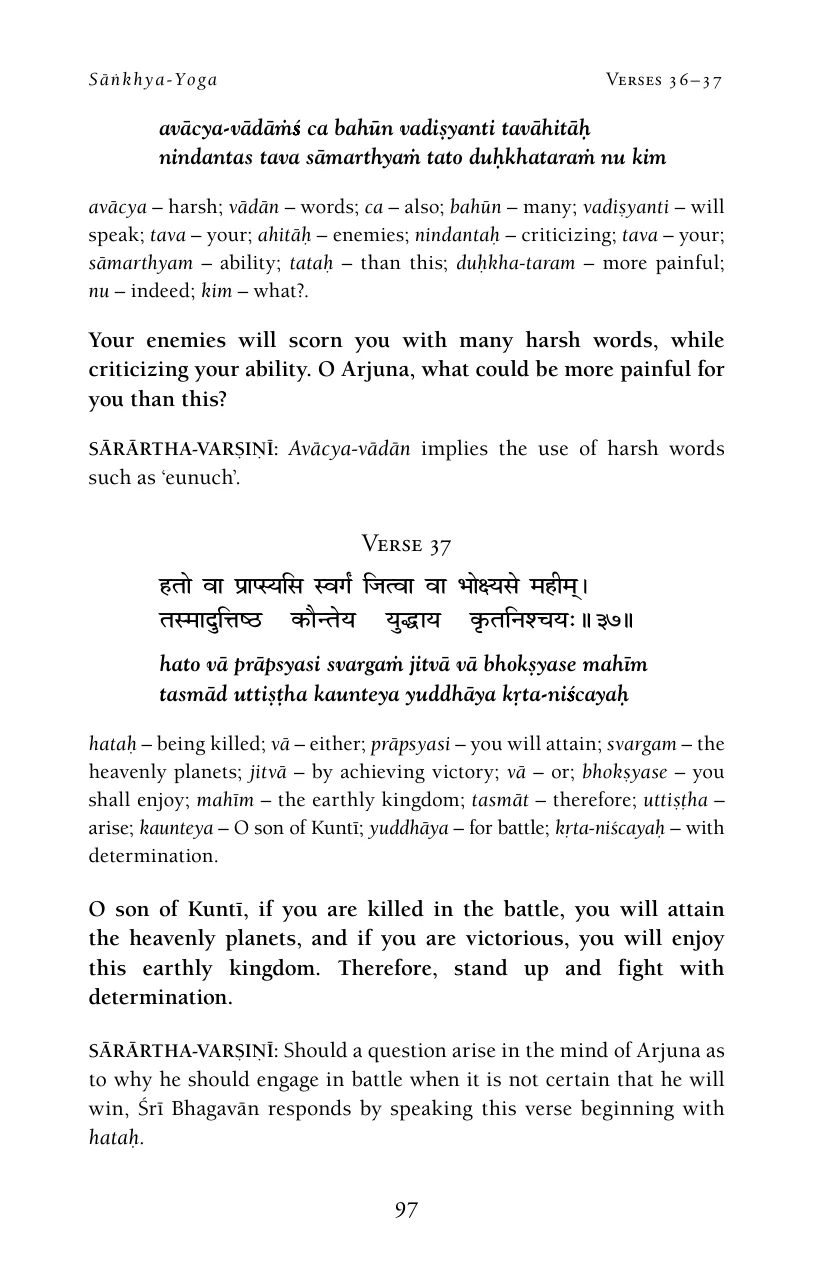 Sāṅkhya-Yoga Verses 36–37
avācya-vādāṁś ca bahūn vadiṣyanti tavāhitāḥ
nindantas tava sāmarthyaṁ tato duḥkhataraṁ nu kim
avācya – harsh; vādān – words; ca – also; bahūn – many; vadiṣyanti – will
speak; tava – your; ahitāḥ – enemies; nindantaḥ – criticizing; tava – your;
sāmarthyam – ability; tataḥ – than this; duḥkha-taram – more painful;
nu – indeed; kim – what?.
Your enemies will scorn you with many harsh words, while
criticizing your ability. O Arjuna, what could be more painful for
you than this?
SĀRĀRTHA-VARṢIṆĪ: Avācya-vādān implies the use of harsh words
such as ‘eunuch’.
Verse 37
हतो वा प्राप्स्यसि स्वर्गं जित्वा वा भोक्ष्यसे महीम्।
तस्मादुत्तिष्ठ कौन्तेय युद्धाय कृतनिश्चयः॥३७॥
hato vā prāpsyasi svargaṁ jitvā vā bhokṣyase mahīm
tasmād uttiṣṭha kaunteya yuddhāya kṛta-niścayaḥ
hataḥ – being killed; vā – either; prāpsyasi – you will attain; svargam – the
heavenly planets; jitvā – by achieving victory; vā – or; bhokṣyase – you
shall enjoy; mahīm – the earthly kingdom; tasmāt – therefore; uttiṣṭha –
arise; kaunteya – O son of Kuntī; yuddhāya – for battle; kṛta-niścayaḥ – with
determination.
O son of Kuntī, if you are killed in the battle, you will attain
the heavenly planets, and if you are victorious, you will enjoy
this earthly kingdom. Therefore, stand up and fight with
determination.
SĀRĀRTHA-VARṢIṆĪ: Should a question arise in the mind of Arjuna as
to why he should engage in battle when it is not certain that he will
win, Śrī Bhagavān responds by speaking this verse beginning with
hataḥ.
97